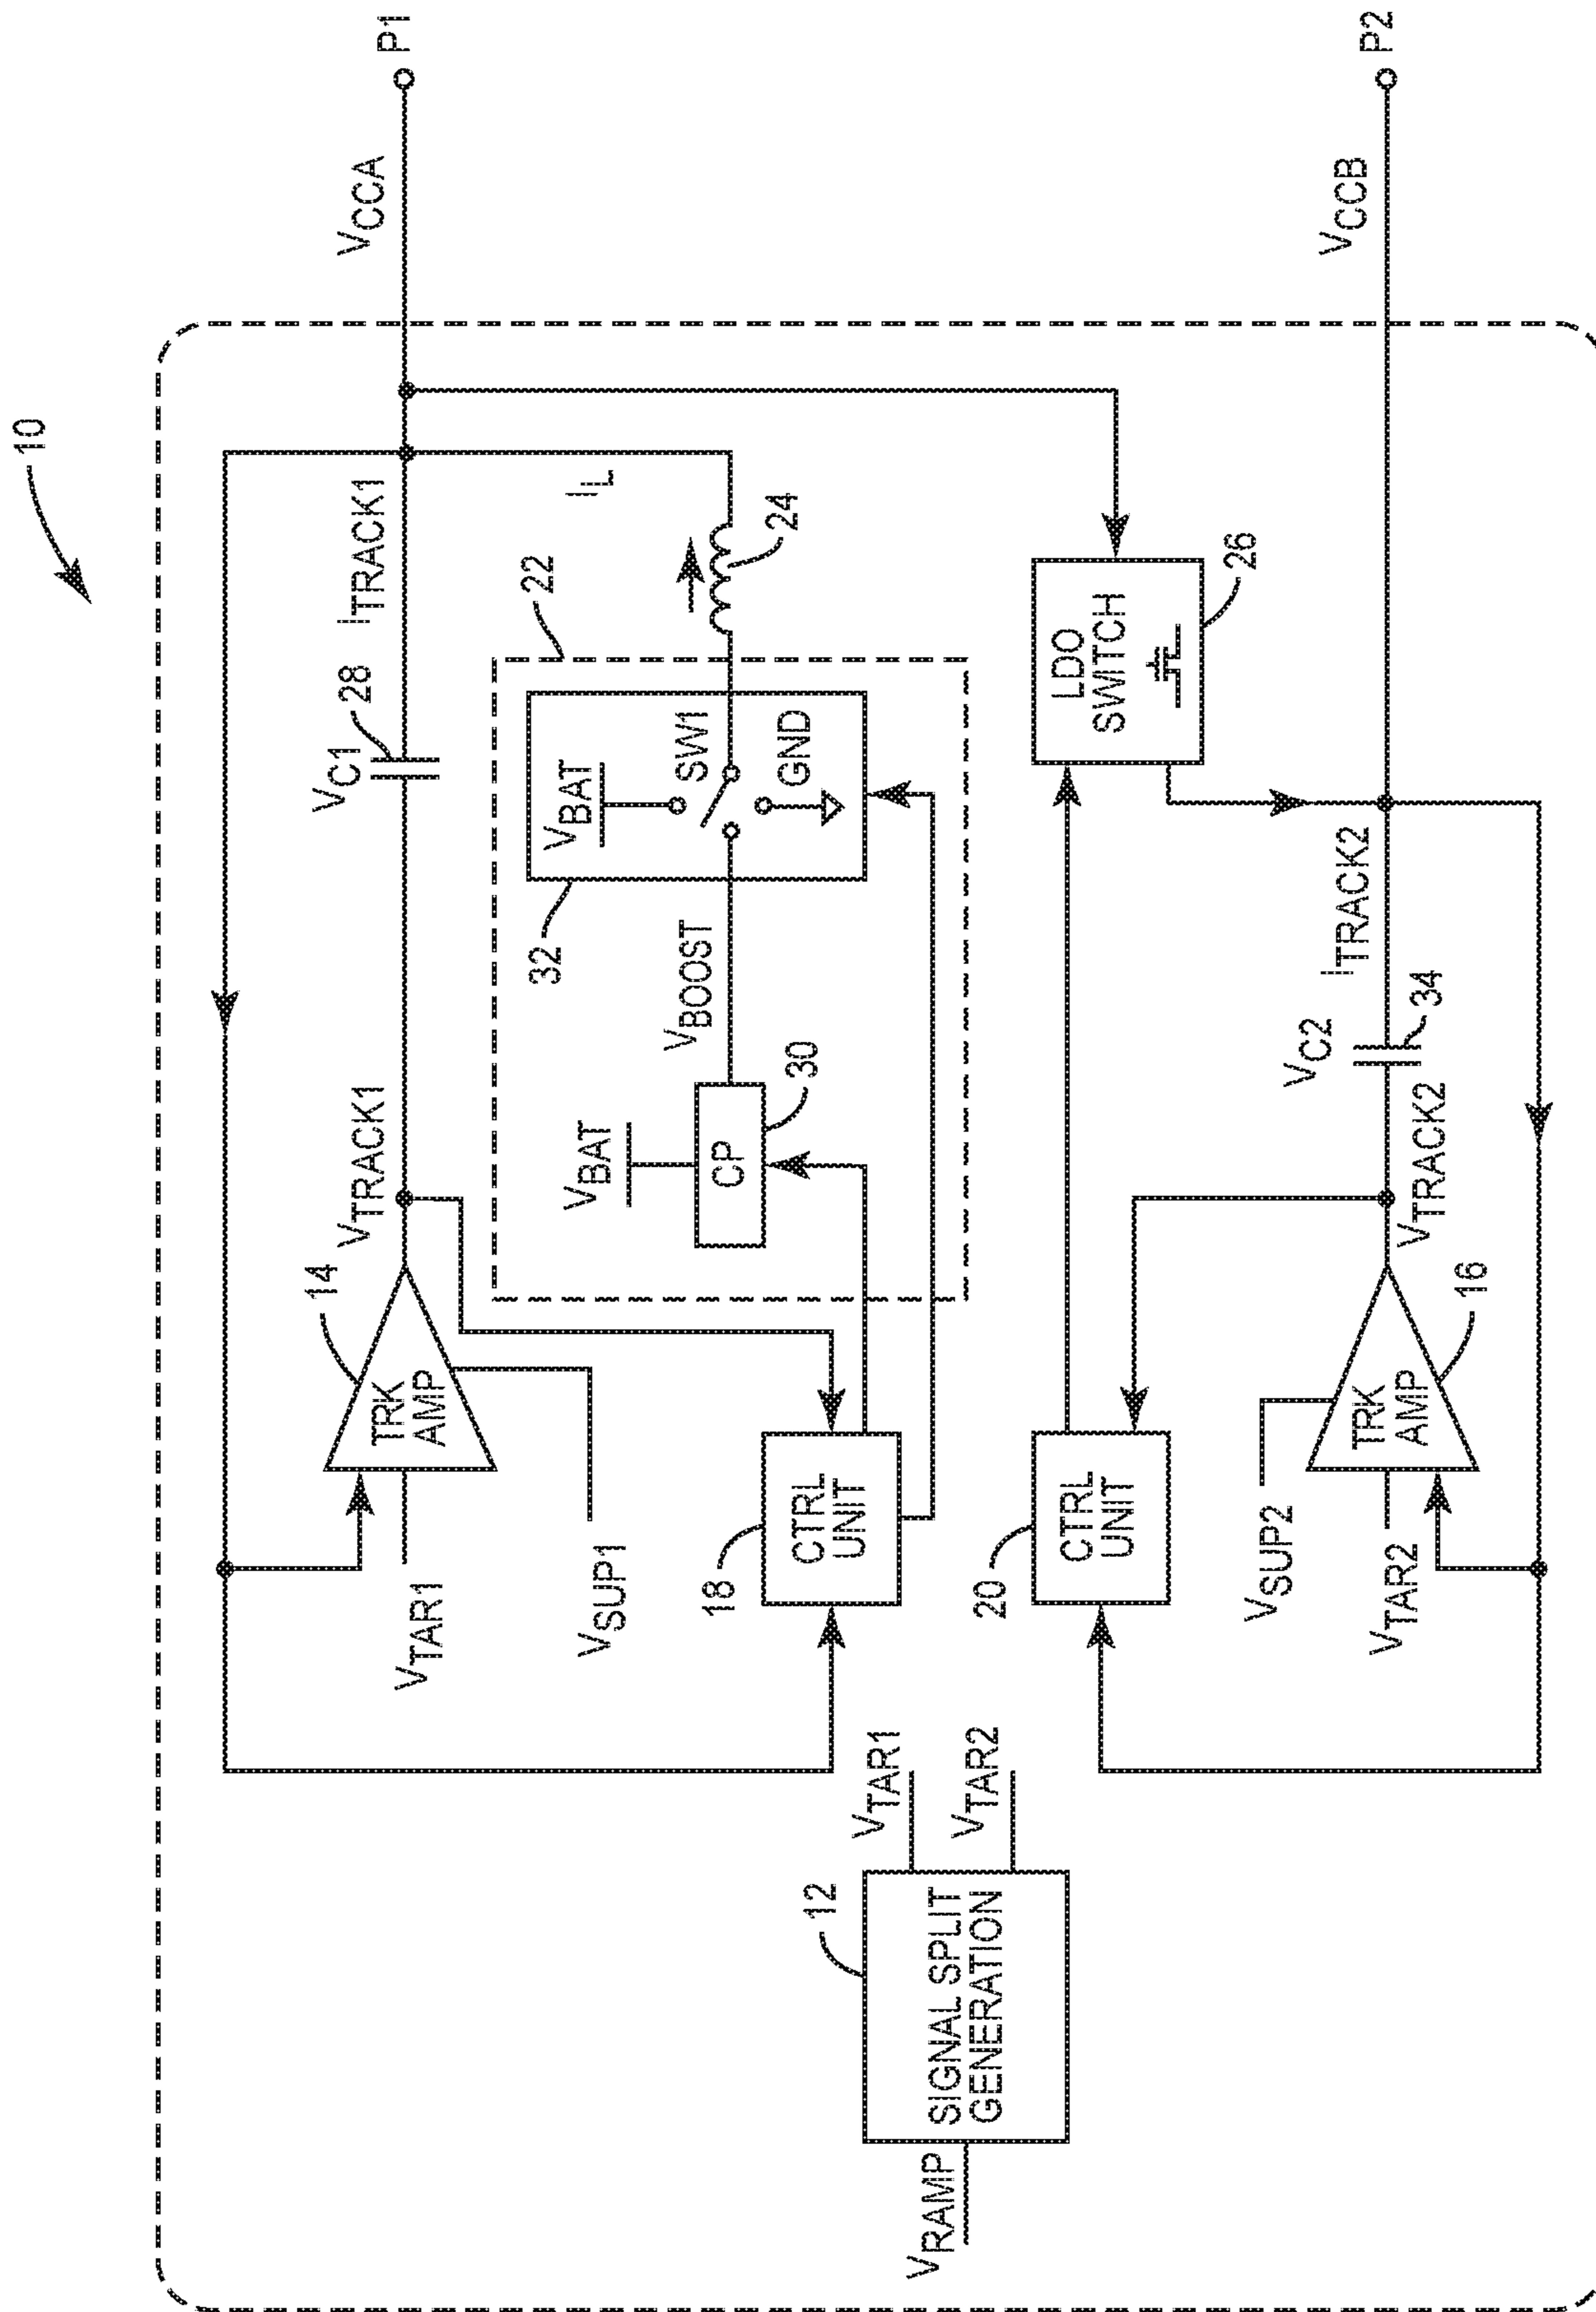 10
VRAMP
SIGNAL SPLIT
GENERATION
12
VTAR1
VTAR2
VTAR1
VSUP1
TRK
AMP
14
VTRACK1
VC1
28
ITRACK1
VCCA
P1
18
CTRL
UNIT
VBAT
CP
30
VBOOST
32
VBAT
SW1
GND
22
24
IL
20
CTRL
UNIT
LDO
SWITCH
26
VSUP2
VTAR2
TRK
AMP
16
VTRACK2
VC2
34
ITRACK2
VCCB
P2